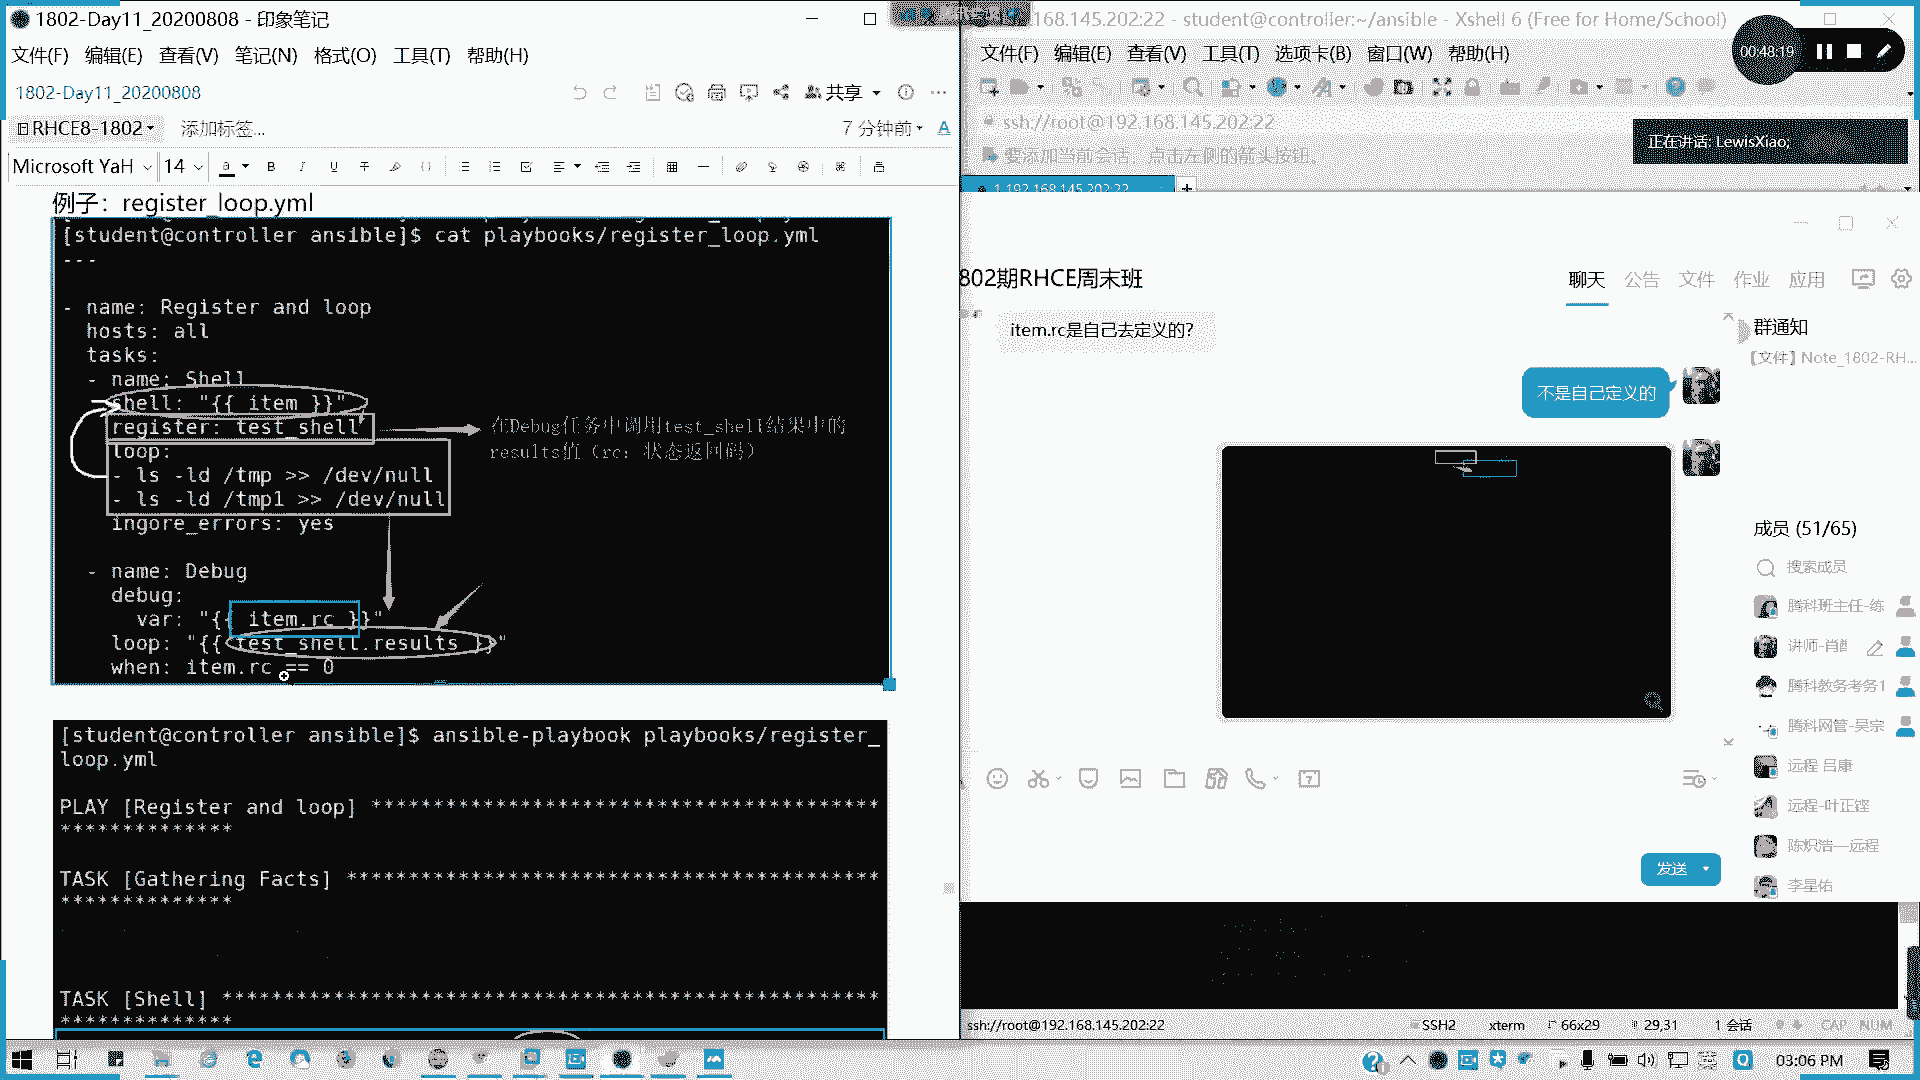 1802-Day11_20200808 - 印象笔记
文件(F) 编辑(E) 查看(V) 笔记(N) 格式(O) 工具(T) 帮助(H)
1802-Day11_20200808
共享
RHCE8-1802
添加标签...
7 分钟前
Microsoft YaH
14
例子：register_loop.yml
[student@controller ansible]$ cat playbooks/register_loop.yml
---
- name: Register and loop
hosts: all
tasks:
- name: Shell
shell: "{{ item }}"
register: test_shell
loop:
- ls -ld /tmp >> /dev/null
- ls -ld /tmp1 >> /dev/null
ingore_errors: yes
在Debug任务中调用test_shell结果中的
results值（rc：状态返回码）
- name: Debug
debug:
var: "{{ item.rc }}"
loop: "{{ test_shell.results }}"
when: item.rc == 0
[student@controller ansible]$ ansible-playbook playbooks/register_
loop.yml
PLAY [Register and loop] ******************************************
**************
TASK [Gathering Facts] ********************************************
**************
TASK [Shell] ******************************************************
**************
.168.145.202:22 - student@controller:~/ansible - Xshell 6 (Free for Home/School)
文件(F) 编辑(E) 查看(V) 工具(T) 选项卡(B) 窗口(W) 帮助(H)
00:48:19
ssh://root@192.168.145.202:22
要添加当前会话，点击左侧的箭头按钮。
正在讲话: LewisXiao;
1 192.168.145.202:22
802期RHCE周末班
聊天 公告 文件 作业 应用
item.rc是自己去定义的?
不是自己定义的
群通知
[文件] Note_1802-RH...
成员 (51/65)
搜索成员
腾科班主任-练
讲师-肖
腾科教务考务1
腾科网管-吴宗
远程 吕康
远程-叶正铿
陈炽浩—远程
李星佑
发送
ssh://root@192.168.145.202:22
SSH2
xterm
66x29
29,31
1 会话
CAP NUM
03:06 PM